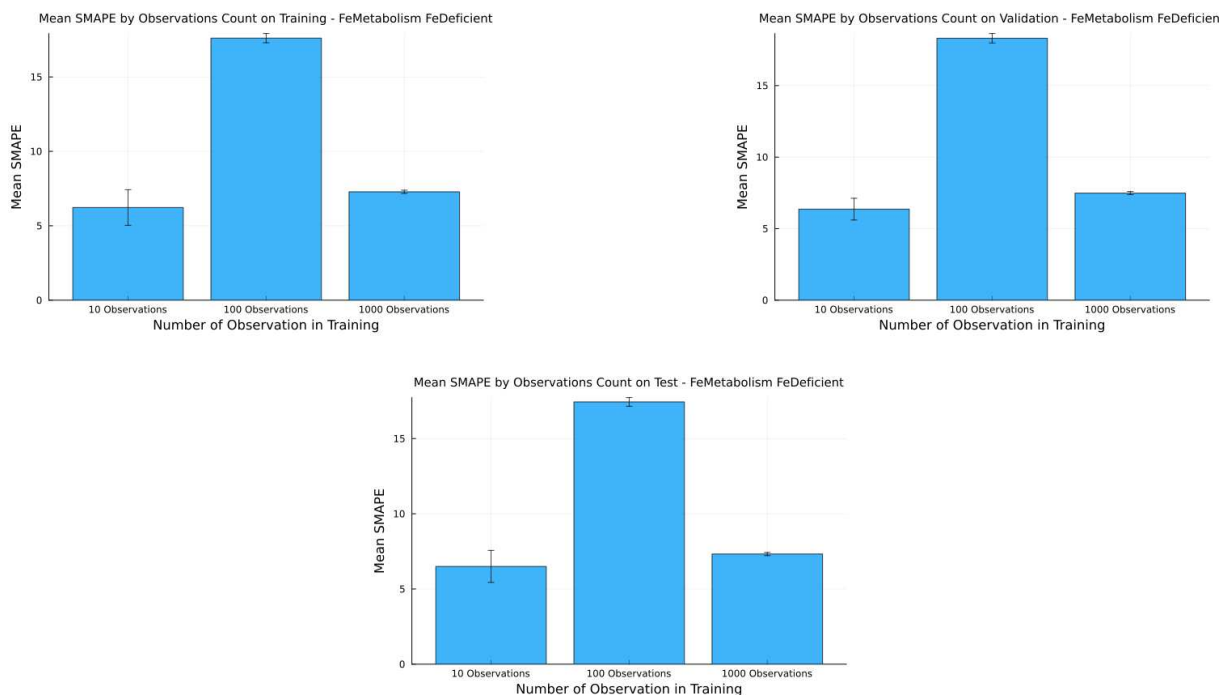 Mean SMAPE by Observations Count on Training - FeMetabolism FeDeficient
Mean SMAPE
15
10
5
0
10 Observations
100 Observations
1000 Observations
Number of Observation in Training
Mean SMAPE by Observations Count on Validation - FeMetabolism FeDeficien
Mean SMAPE
15
10
5
0
10 Observations
100 Observations
1000 Observations
Number of Observation in Training
Mean SMAPE by Observations Count on Test - FeMetabolism FeDeficient
Mean SMAPE
15
10
5
0
10 Observations
100 Observations
1000 Observations
Number of Observation in Training